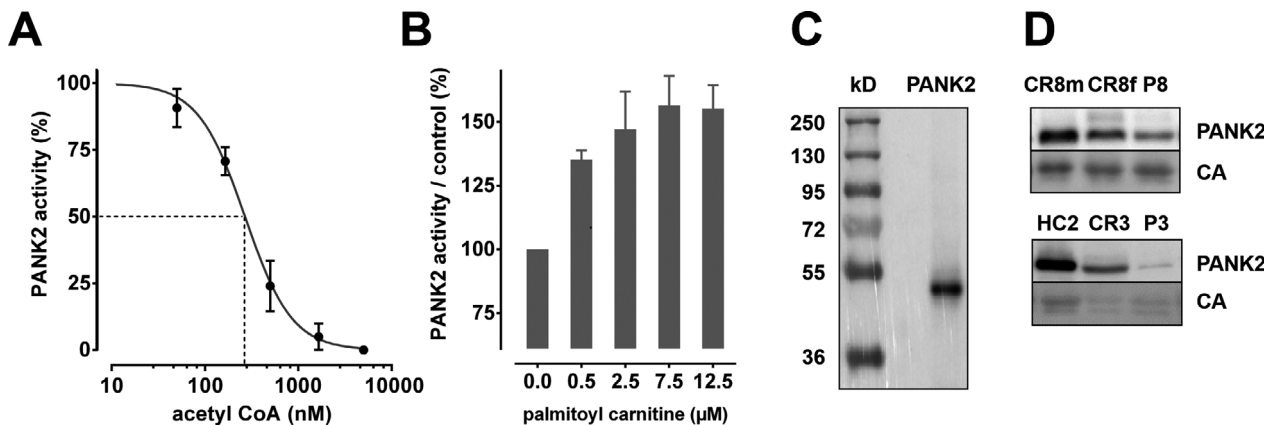 A
PANK2 activity (%)
100
75
50
25
0
10 100 1000 10000
acetyl CoA (nM)
B
PANK2 activity / control (%)
150
125
100
75
0.0 0.5 2.5 7.5 12.5
palmitoyl carnitine (µM)
C
kD PANK2
250
130
95
72
55
36
D
CR8m CR8f P8
PANK2
CA
HC2 CR3 P3
PANK2
CA